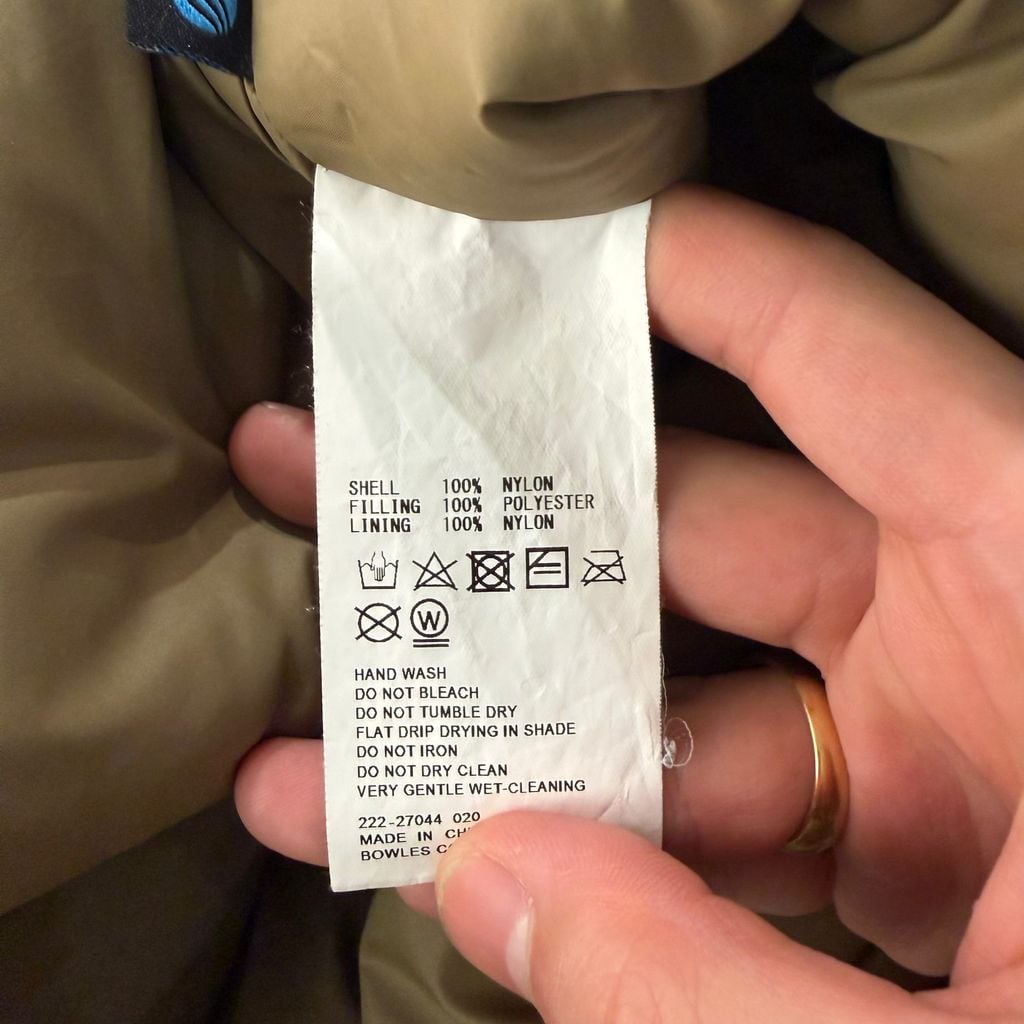 SHELL 100% NYLON
FILLING 100% POLYESTER
LINING 100% NYLON
W
HAND WASH
DO NOT BLEACH
DO NOT TUMBLE DRY
FLAT DRIP DRYING IN SHADE
DO NOT IRON
DO NOT DRY CLEAN
VERY GENTLE WET-CLEANING
222-27044 020
MADE IN
BOWLES